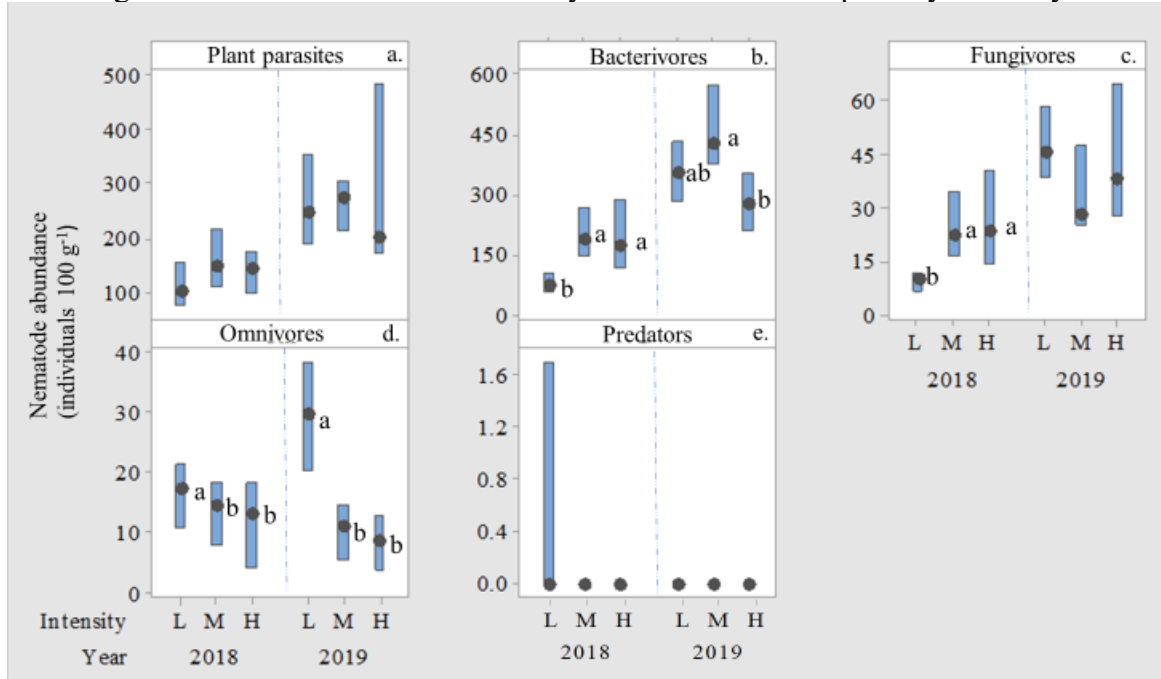 Plant parasites a.
Bacterivores b.
Fungivores c.
500
400
300
200
100
600
450
300
150
0
60
45
30
15
0
b
a
a
ab
a
b
b
a
a
L M H L M H
2018 2019
Omnivores d.
Predators e.
40
30
20
10
0
1.6
1.2
0.8
0.4
0.0
a
b
b
a
b
b
Nematode abundance
(individuals 100 g⁻¹)
Intensity L M H L M H
L M H L M H
Year 2018 2019
2018 2019